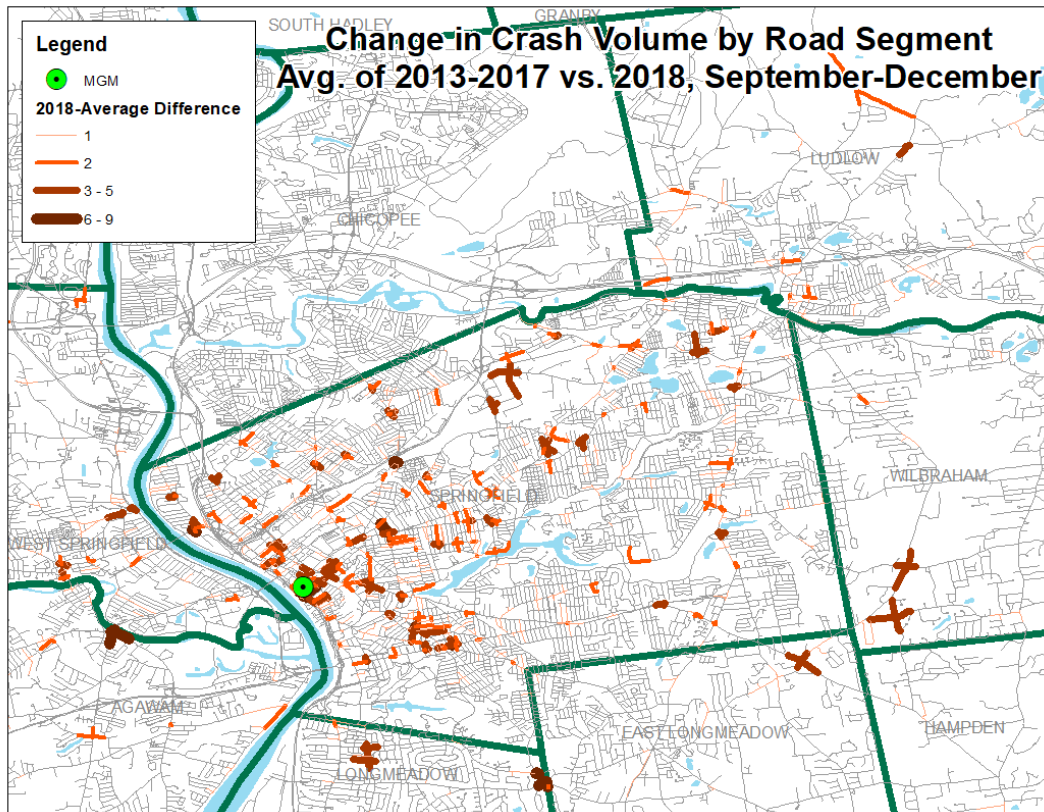 SOUTH HADLEY
GRANBY
Change in Crash Volume by Road Segment
Avg. of 2013-2017 vs. 2018, September-December
Legend
MGM
2018-Average Difference
1
2
3 - 5
6 - 9
LUDLOW
CHICOPEE
WILBRAHAM
SPRINGFIELD
WEST SPRINGFIELD
AGAWAM
EAST LONGMEADOW
HAMPDEN
LONGMEADOW